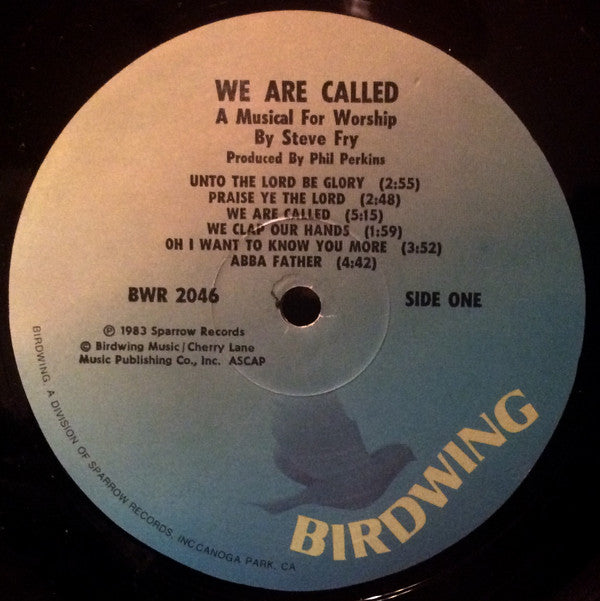 WE ARE CALLED
A Musical For Worship
By Steve Fry
Produced By Phil Perkins
UNTO THE LORD BE GLORY (2:55)
PRAISE YE THE LORD (2:48)
WE ARE CALLED (5:15)
WE CLAP OUR HANDS (1:59)
OH I WANT TO KNOW YOU MORE (3:52)
ABBA FATHER (4:42)
BWR 2046
SIDE ONE
℗ 1983 Sparrow Records
© Birdwing Music/Cherry Lane
Music Publishing Co., Inc. ASCAP
BIRDWING, A DIVISION OF SPARROW RECORDS, INC CANOGA PARK, CA
BIRDWING